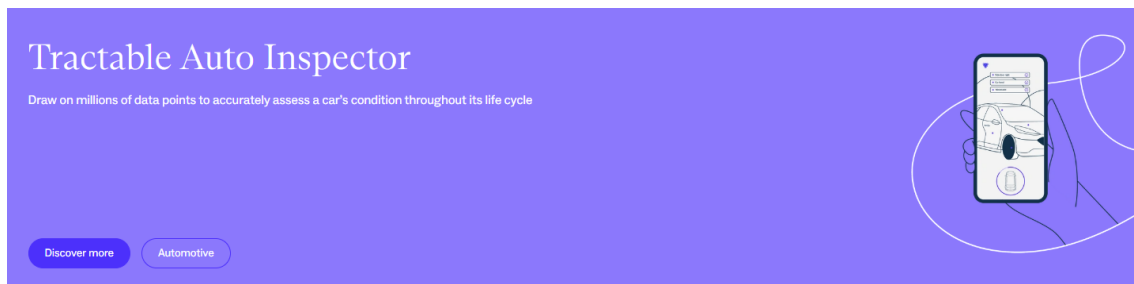 Tractable Auto Inspector
Draw on millions of data points to accurately assess a car's condition throughout its life cycle
Discover more
Automotive